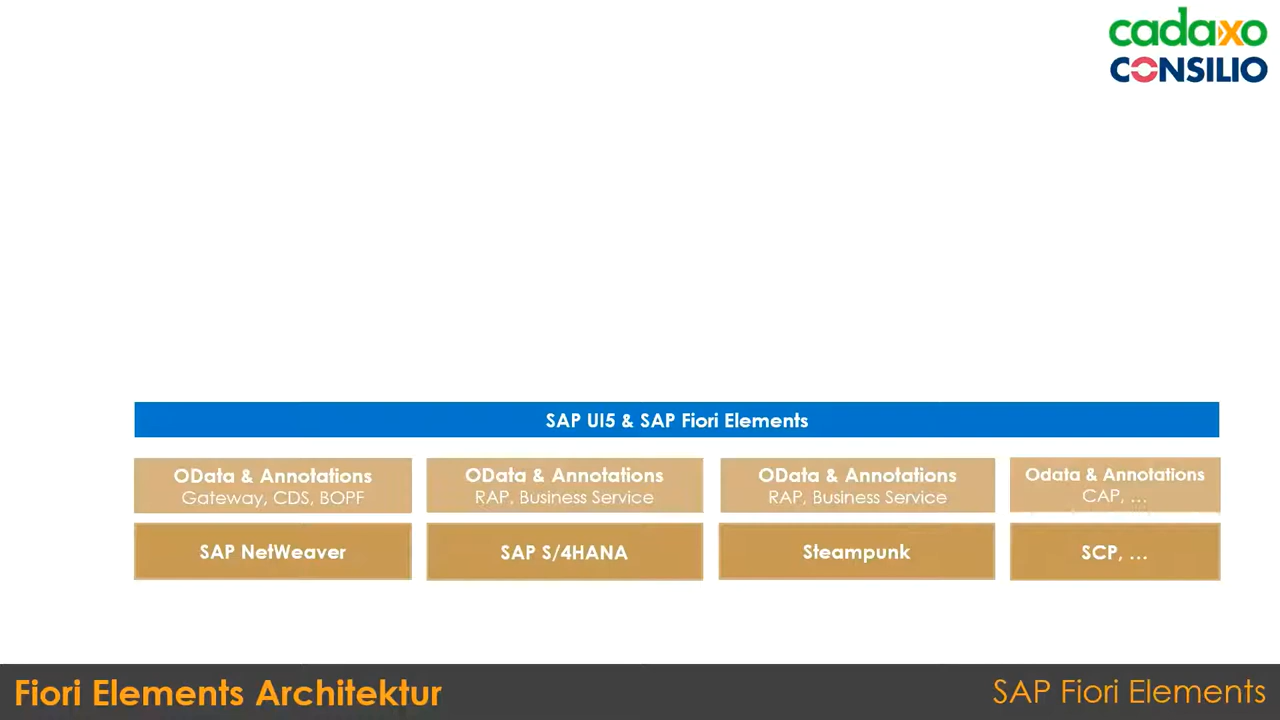 cadaxo
CONSILIO
SAP UI5 & SAP Fiori Elements
OData & Annotations
Gateway, CDS, BOPF
OData & Annotations
RAP, Business Service
OData & Annotations
RAP, Business Service
Odata & Annotations
CAP, ...
SAP NetWeaver
SAP S/4HANA
Steampunk
SCP, ...
Fiori Elements Architektur
SAP Fiori Elements